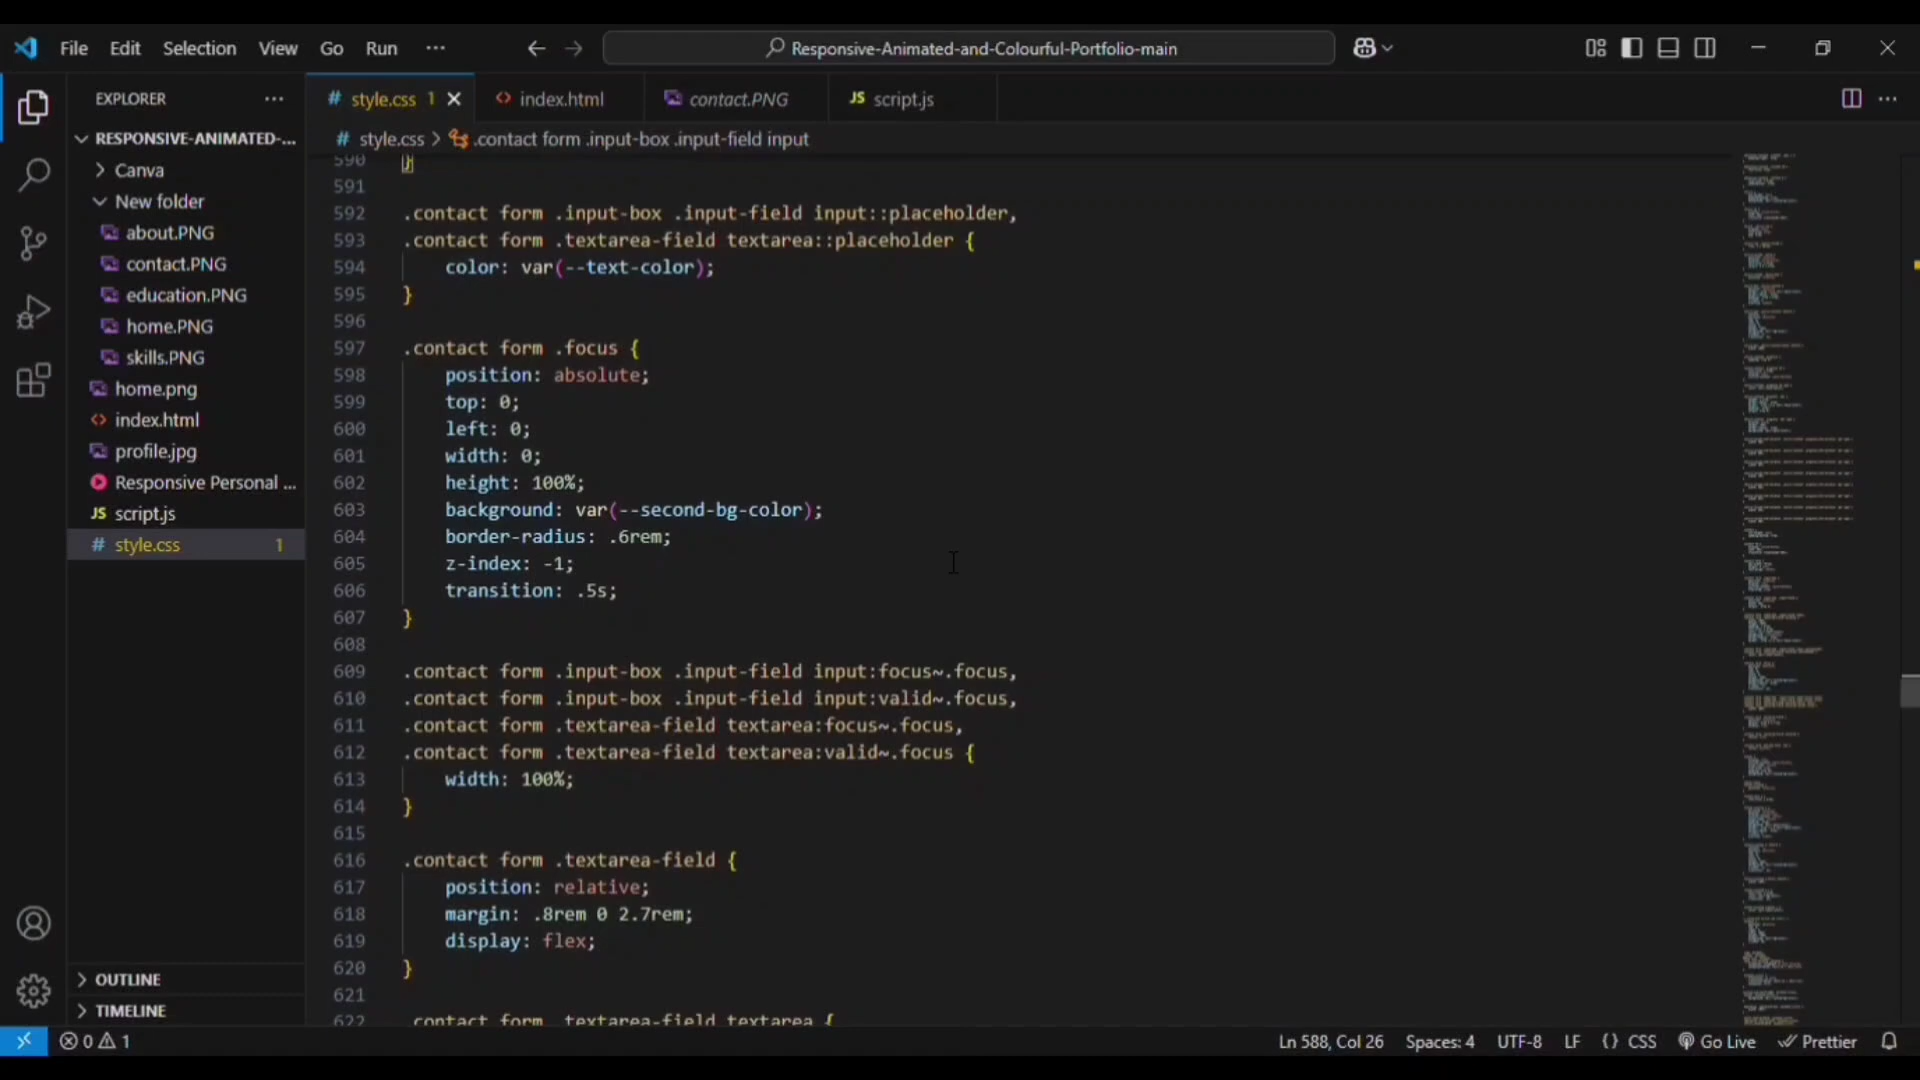 File Edit Selection View Go Run ···
Responsive-Animated-and-Colourful-Portfolio-main
EXPLORER ···
# style.css 1
<> index.html
contact.PNG
JS script.js
RESPONSIVE-ANIMATED-...
# style.css > .contact form .input-box .input-field input
Canva
New folder
about.PNG
contact.PNG
education.PNG
home.PNG
skills.PNG
home.png
<> index.html
profile.jpg
Responsive Personal ...
JS script.js
# style.css 1
590 }
591
592 .contact form .input-box .input-field input::placeholder,
593 .contact form .textarea-field textarea::placeholder {
594 color: var(--text-color);
595 }
596
597 .contact form .focus {
598 position: absolute;
599 top: 0;
600 left: 0;
601 width: 0;
602 height: 100%;
603 background: var(--second-bg-color);
604 border-radius: .6rem;
605 z-index: -1;
606 transition: .5s;
607 }
608
609 .contact form .input-box .input-field input:focus~.focus,
610 .contact form .input-box .input-field input:valid~.focus,
611 .contact form .textarea-field textarea:focus~.focus,
612 .contact form .textarea-field textarea:valid~.focus {
613 width: 100%;
614 }
615
616 .contact form .textarea-field {
617 position: relative;
618 margin: .8rem 0 2.7rem;
619 display: flex;
620 }
621
622 .contact form .textarea-field textarea {
OUTLINE
TIMELINE
0 1
Ln 588, Col 26 Spaces: 4 UTF-8 LF {} CSS Go Live Prettier